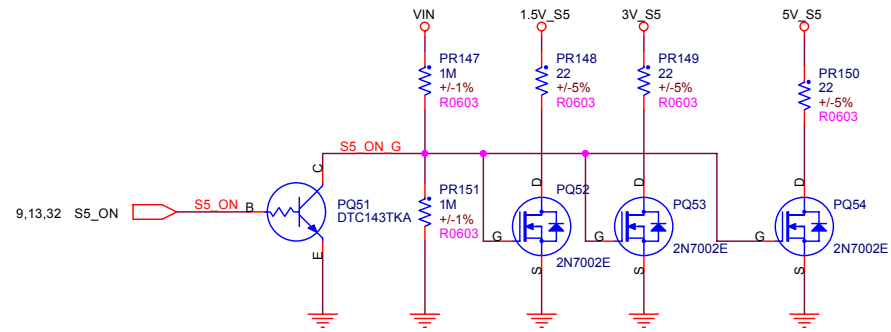 VIN
1.5V_S5
3V_S5
5V_S5
PR147
1M
+/-1%
R0603
PR148
22
+/-5%
R0603
PR149
22
+/-5%
R0603
PR150
22
+/-5%
R0603
S5_ON_G
C
9,13,32 S5_ON
S5_ON
B
PQ51
DTC143TKA
E
PR151
1M
+/-1%
R0603
D
PQ52
G
S
2N7002E
D
PQ53
G
S
2N7002E
D
PQ54
G
S
2N7002E